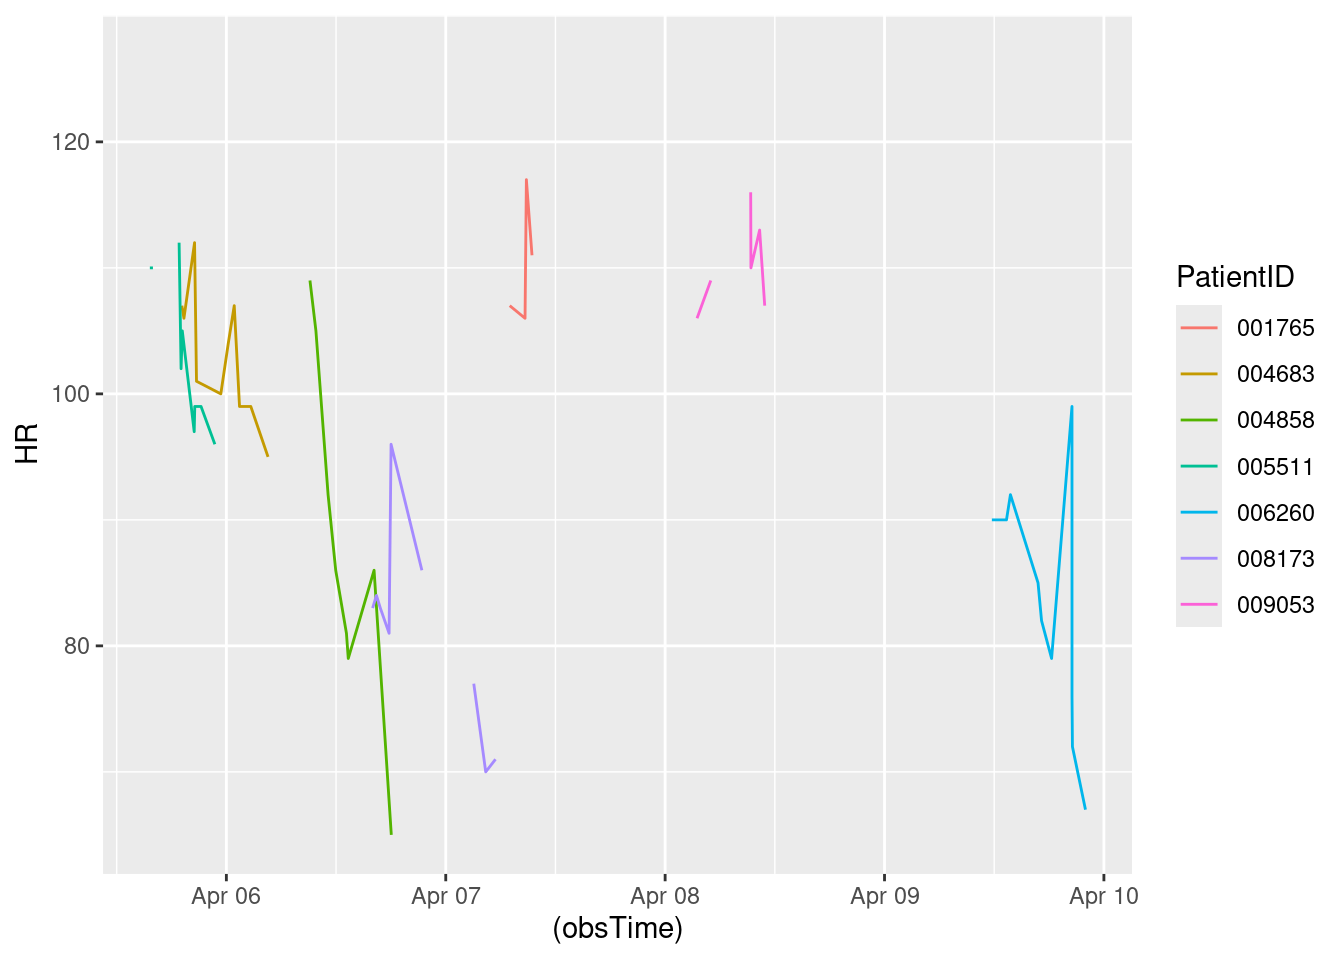 120
100
80
HR
Apr 06
Apr 07
Apr 08
Apr 09
Apr 10
(obsTime)
PatientID
001765
004683
004858
005511
006260
008173
009053